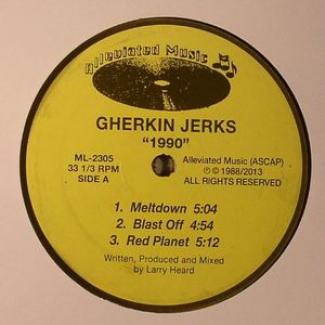 Alleviated Music
GHERKIN JERKS
"1990"
ML-2305
33 1/3 RPM
SIDE A
Alleviated Music (ASCAP)
℗ © 1988/2013
ALL RIGHTS RESERVED
1. Meltdown 5:04
2. Blast Off 4:54
3. Red Planet 5:12
Written, Produced and Mixed
by Larry Heard